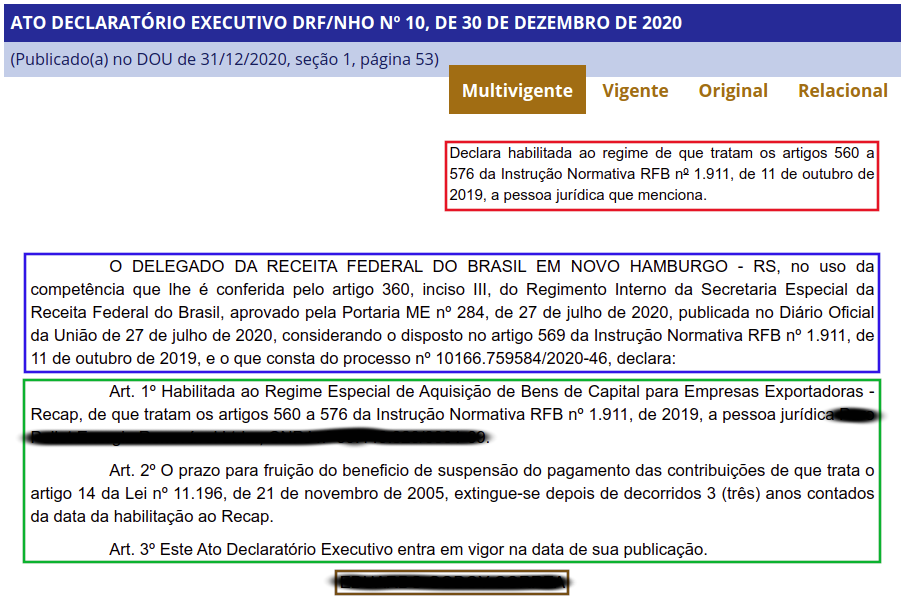 ATO DECLARATÓRIO EXECUTIVO DRF/NHO Nº 10, DE 30 DE DEZEMBRO DE 2020
(Publicado(a) no DOU de 31/12/2020, seção 1, página 53)
Multivigente Vigente Original Relacional
Declara habilitada ao regime de que tratam os artigos 560 a
576 da Instrução Normativa RFB nº 1.911, de 11 de outubro de
2019, a pessoa jurídica que menciona.
O DELEGADO DA RECEITA FEDERAL DO BRASIL EM NOVO HAMBURGO - RS, no uso da
competência que lhe é conferida pelo artigo 360, inciso III, do Regimento Interno da Secretaria Especial da
Receita Federal do Brasil, aprovado pela Portaria ME nº 284, de 27 de julho de 2020, publicada no Diário Oficial
da União de 27 de julho de 2020, considerando o disposto no artigo 569 da Instrução Normativa RFB nº 1.911, de
11 de outubro de 2019, e o que consta do processo nº 10166.759584/2020-46, declara:
Art. 1º Habilitada ao Regime Especial de Aquisição de Bens de Capital para Empresas Exportadoras -
Recap, de que tratam os artigos 560 a 576 da Instrução Normativa RFB nº 1.911, de 2019, a pessoa jurídica
Art. 2º O prazo para fruição do beneficio de suspensão do pagamento das contribuições de que trata o
artigo 14 da Lei nº 11.196, de 21 de novembro de 2005, extingue-se depois de decorridos 3 (três) anos contados
da data da habilitação ao Recap.
Art. 3º Este Ato Declaratório Executivo entra em vigor na data de sua publicação.